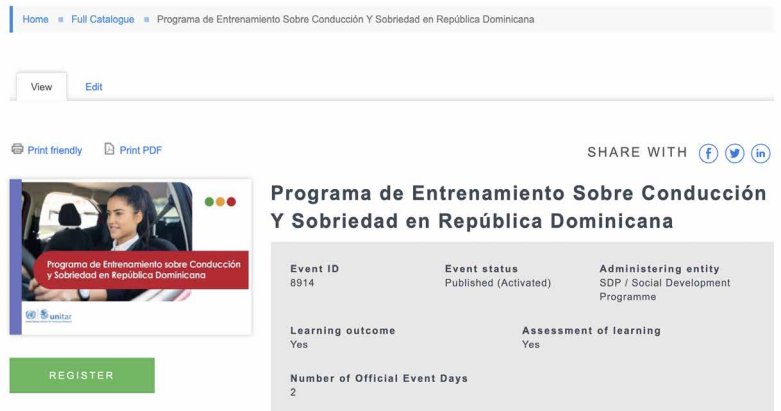 Home Full Catalogue Programa de Entrenamiento Sobre Conducción Y Sobriedad en República Dominicana
View Edit
Print friendly Print PDF
SHARE WITH
Programa de Entrenamiento sobre Conducción
y Sobriedad en República Dominicana
unitar
REGISTER
Programa de Entrenamiento Sobre Conducción
Y Sobriedad en República Dominicana
Event ID
8914
Event status
Published (Activated)
Administering entity
SDP / Social Development
Programme
Learning outcome
Yes
Assessment of learning
Yes
Number of Official Event Days
2